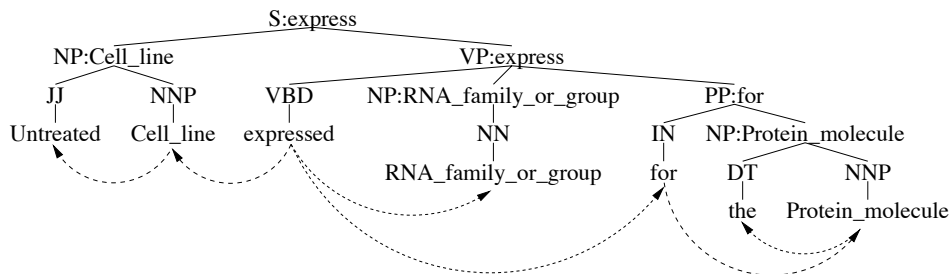 S:express
NP:Cell_line VP:express
JJ NNP VBD NP:RNA_family_or_group PP:for
Untreated Cell_line expressed NN IN NP:Protein_molecule
RNA_family_or_group for DT NNP
the Protein_molecule